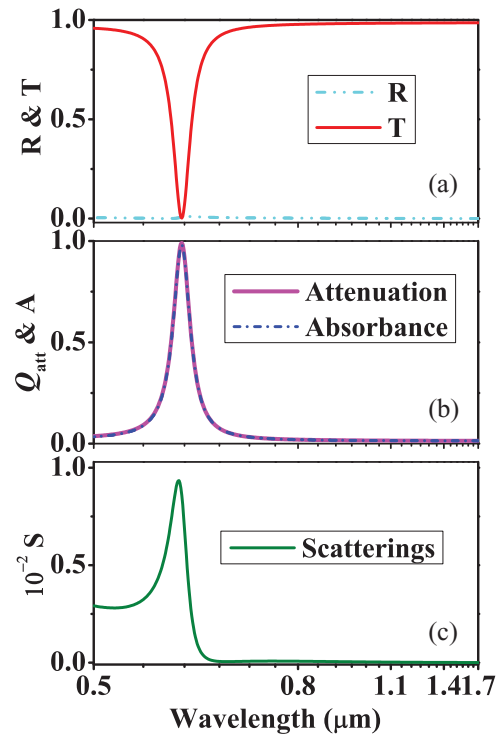 1.0
R & T
0.5
R
T
(a)
0.0
1.0
Q_att & A
0.5
Attenuation
Absorbance
(b)
0.0
1.0
10⁻² S
0.5
Scatterings
(c)
0.0
0.5 0.8 1.1 1.41.7
Wavelength (μm)